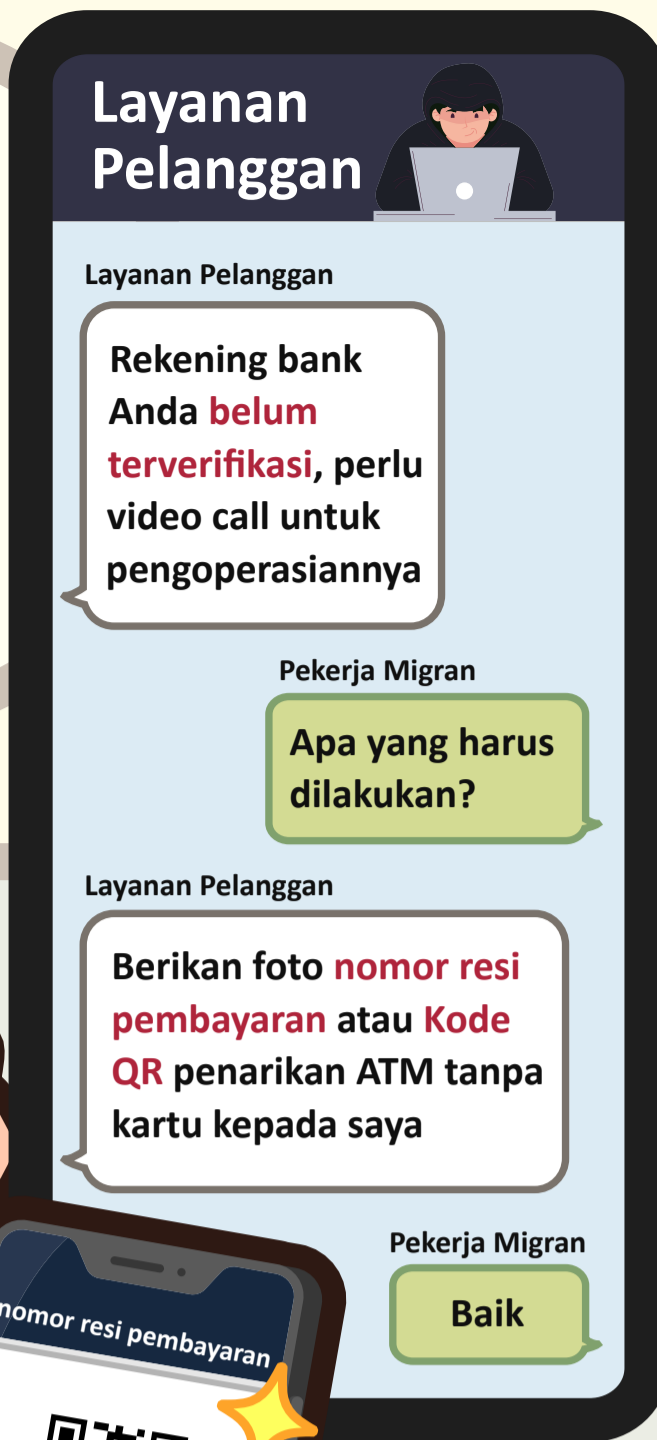 Layanan
Pelanggan
Layanan Pelanggan
Rekening bank
Anda belum
terverifikasi, perlu
video call untuk
pengoperasiannya
Pekerja Migran
Apa yang harus
dilakukan?
Layanan Pelanggan
Berikan foto nomor resi
pembayaran atau Kode
QR penarikan ATM tanpa
kartu kepada saya
Pekerja Migran
Baik
nomor resi pembayaran